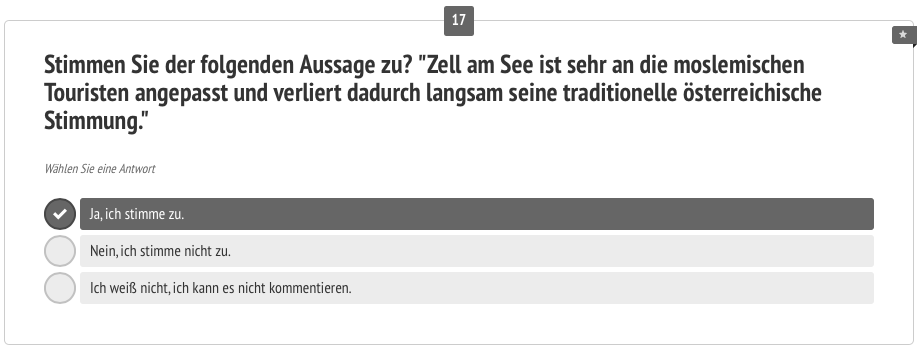 17
Stimmen Sie der folgenden Aussage zu? "Zell am See ist sehr an die moslemischen
Touristen angepasst und verliert dadurch langsam seine traditionelle österreichische
Stimmung."
Wählen Sie eine Antwort
Ja, ich stimme zu.
Nein, ich stimme nicht zu.
Ich weiß nicht, ich kann es nicht kommentieren.